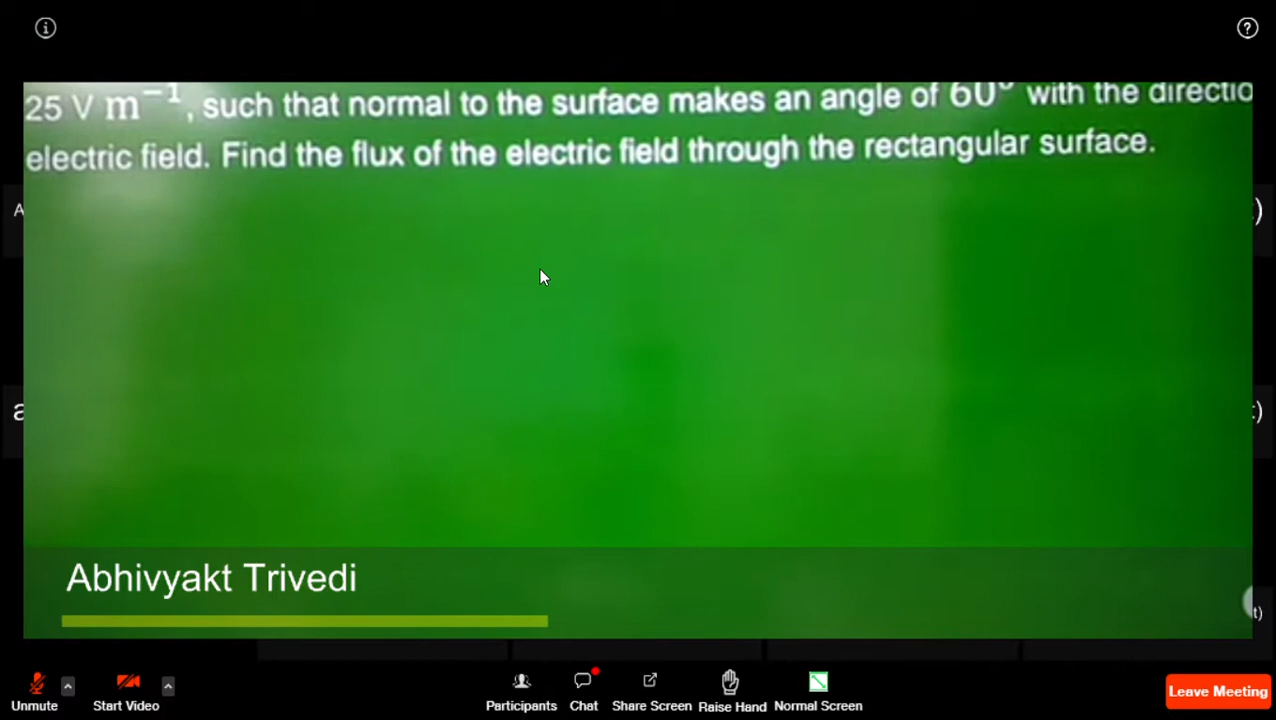 25 V m⁻¹, such that normal to the surface makes an angle of 60° with the directio
electric field. Find the flux of the electric field through the rectangular surface.
A
)
a
t)
Abhivyakt Trivedi
t)
Unmute
Start Video
Participants
Chat
Share Screen
Raise Hand
Normal Screen
Leave Meeting